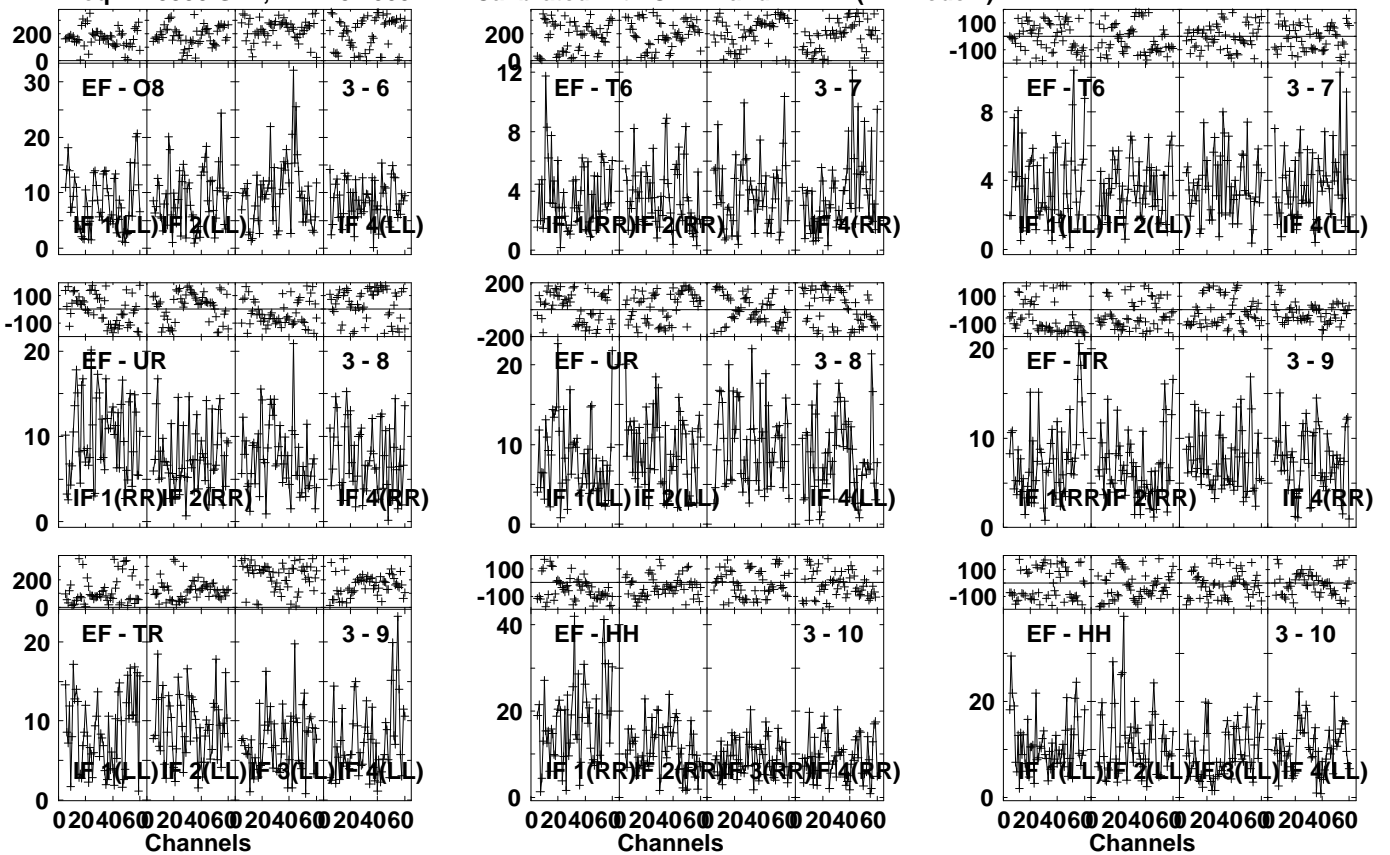 200
0
30
20
10
0
EF - O8
3 - 6
IF 1(LL)
IF 2(LL)
IF 4(LL)
200
0
12
8
4
0
EF - T6
3 - 7
IF 1(RR)
IF 2(RR)
IF 4(RR)
100
-100
8
4
0
EF - T6
3 - 7
IF 1(LL)
IF 2(LL)
IF 4(LL)
100
-100
20
10
0
EF - UR
3 - 8
IF 1(RR)
IF 2(RR)
IF 4(RR)
200
-200
20
10
0
EF - UR
3 - 8
IF 1(LL)
IF 2(LL)
IF 4(LL)
100
-100
20
10
0
EF - TR
3 - 9
IF 1(RR)
IF 2(RR)
IF 4(RR)
200
0
20
10
0
EF - TR
3 - 9
IF 1(LL)
IF 2(LL)
IF 3(LL)
IF 4(LL)
0 20 40 60 0 20 40 60 0 20 40 60 0 20 40 60
Channels
100
-100
40
20
0
EF - HH
3 - 10
IF 1(RR)
IF 2(RR)
IF 3(RR)
IF 4(RR)
0 20 40 60 0 20 40 60 0 20 40 60 0 20 40 60
Channels
100
-100
20
0
EF - HH
3 - 10
IF 1(LL)
IF 2(LL)
IF 3(LL)
IF 4(LL)
0 20 40 60 0 20 40 60 0 20 40 60 0 20 40 60
Channels